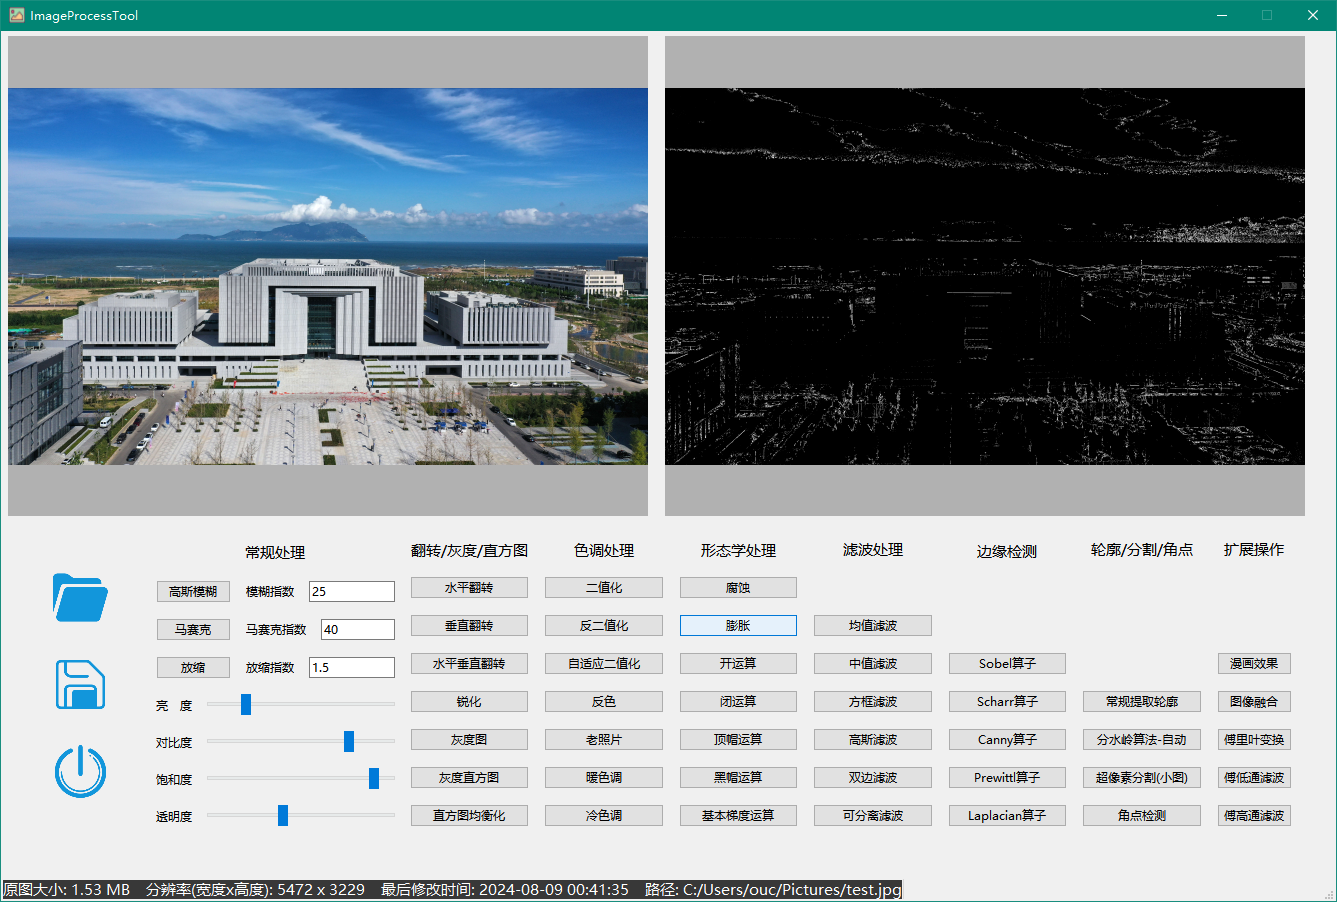 ImageProcessTool
常规处理
翻转/灰度/直方图
色调处理
形态学处理
滤波处理
边缘检测
轮廓/分割/角点
扩展操作
高斯模糊 模糊指数 25
马赛克 马赛克指数 40
放缩 放缩指数 1.5
亮 度
对比度
饱和度
透明度
水平翻转
垂直翻转
水平垂直翻转
锐化
灰度图
灰度直方图
直方图均衡化
二值化
反二值化
自适应二值化
反色
老照片
暖色调
冷色调
腐蚀
膨胀
开运算
闭运算
顶帽运算
黑帽运算
基本梯度运算
均值滤波
中值滤波
方框滤波
高斯滤波
双边滤波
可分离滤波
Sobel算子
Scharr算子
Canny算子
Prewittl算子
Laplacian算子
常规提取轮廓
分水岭算法-自动
超像素分割(小图)
角点检测
漫画效果
图像融合
傅里叶变换
傅低通滤波
傅高通滤波
原图大小: 1.53 MB 分辨率(宽度x高度): 5472 x 3229 最后修改时间: 2024-08-09 00:41:35 路径: C:/Users/ouc/Pictures/test.jpg